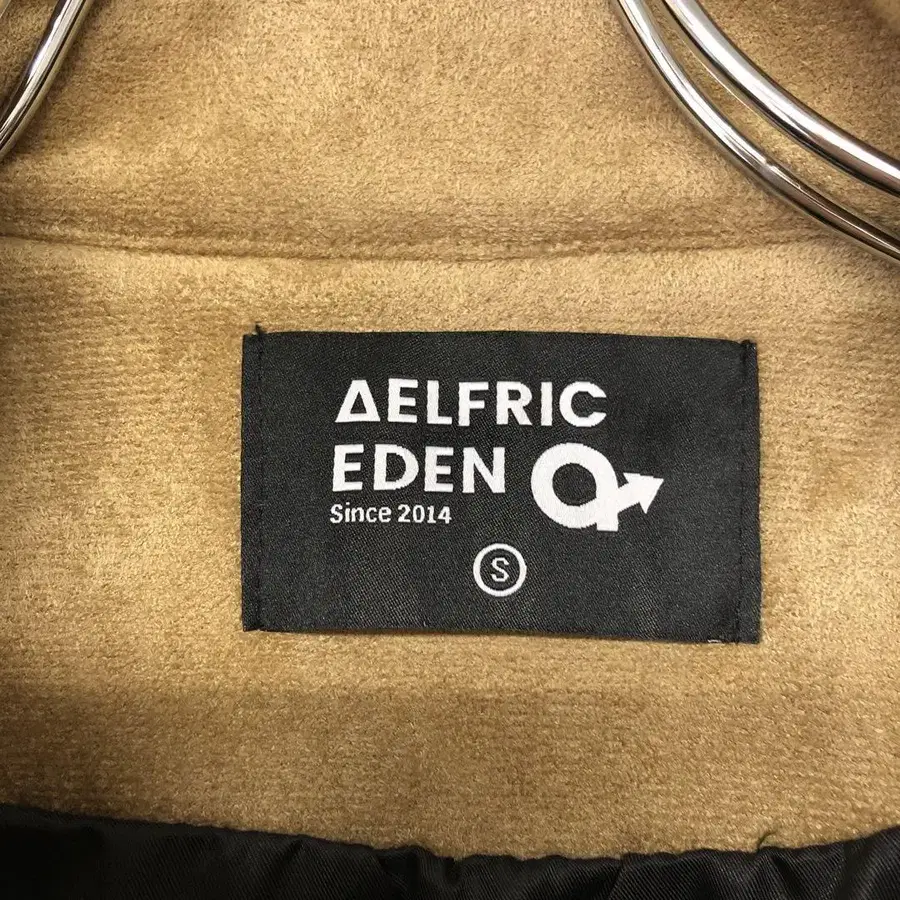 ΔELFRIC
EDEN
Since 2014
S